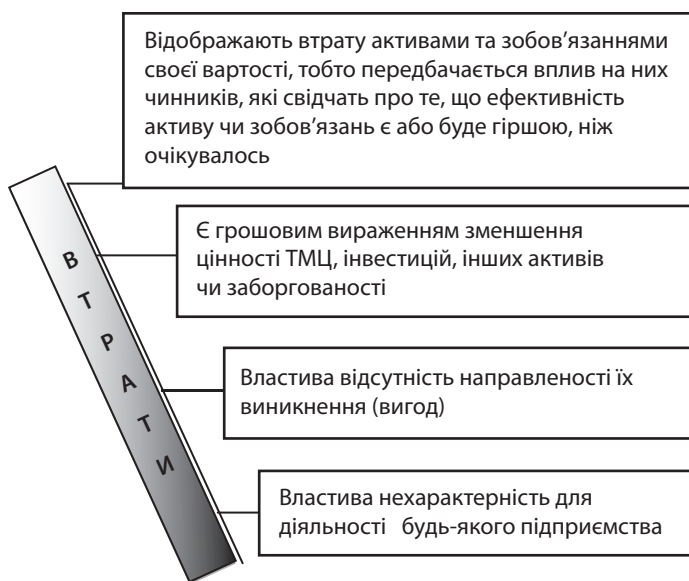 Відображають втрату активами та зобов’язаннями
своєї вартості, тобто передбачається вплив на них
чинників, які свідчать про те, що ефективність
активу чи зобов’язань є або буде гіршою, ніж
очікувалось
Є грошовим вираженням зменшення
цінності ТМЦ, інвестицій, інших активів
чи заборгованості
Властива відсутність направленості їх
виникнення (вигод)
Властива нехарактерність для
діяльності будь-якого підприємства
ВТРАТИ